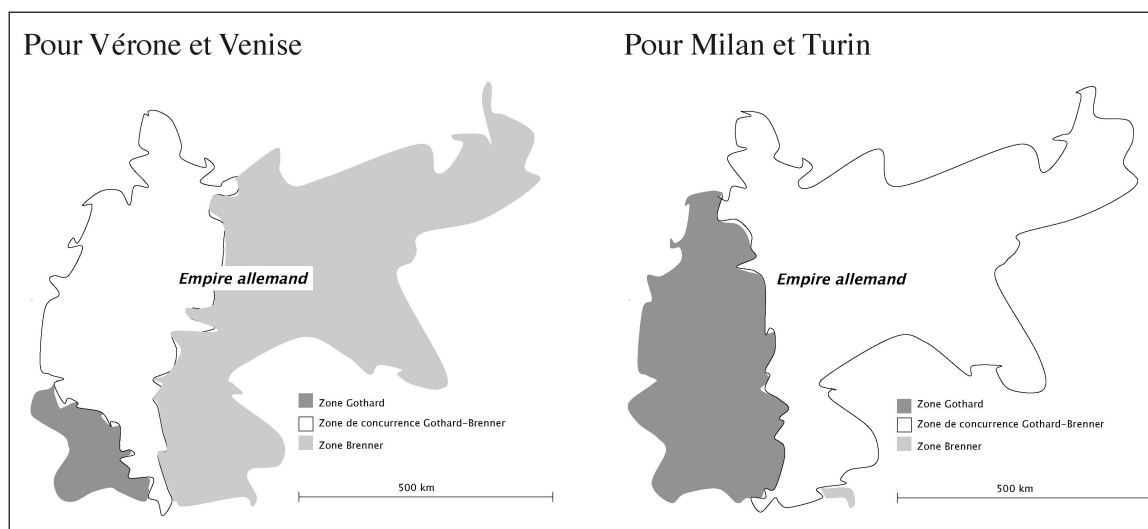 Pour Vérone et Venise
Empire allemand
Zone Gothard
Zone de concurrence Gothard-Brenner
Zone Brenner
500 km
Pour Milan et Turin
Empire allemand
Zone Gothard
Zone de concurrence Gothard-Brenner
Zone Brenner
500 km